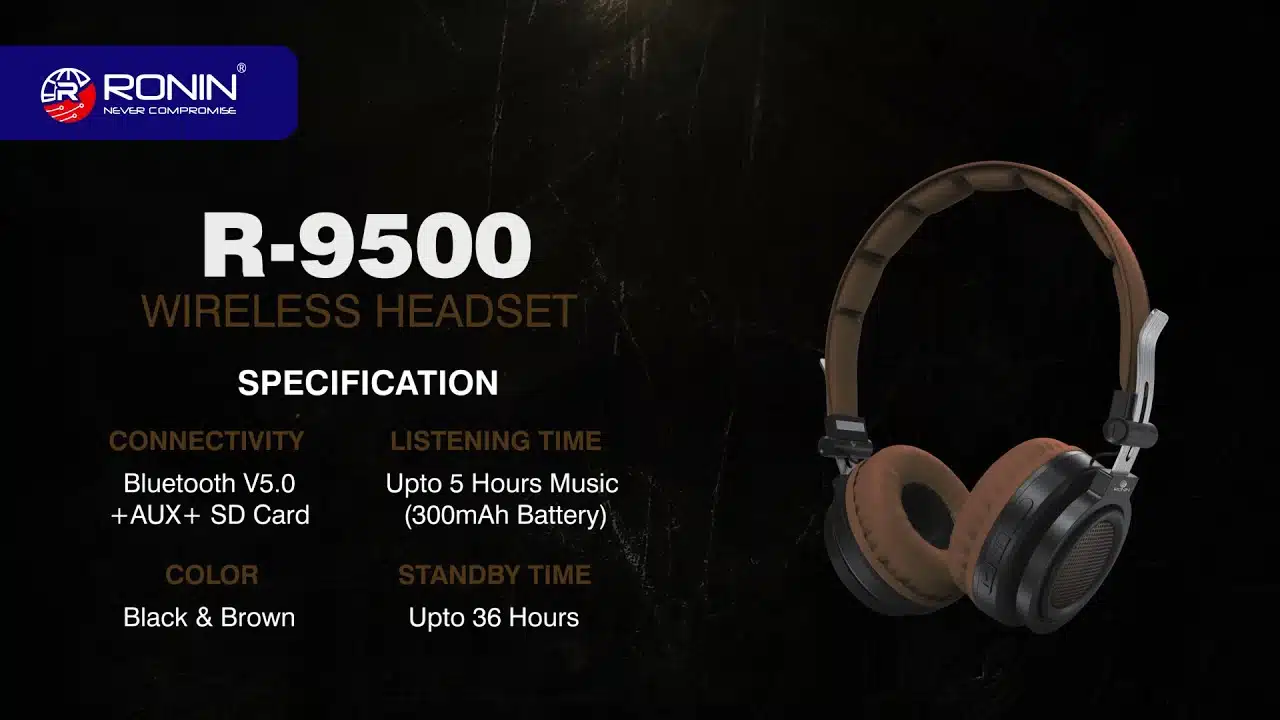 RONIN®
NEVER COMPROMISE
R-9500
WIRELESS HEADSET
SPECIFICATION
CONNECTIVITY
Bluetooth V5.0
+AUX+ SD Card
LISTENING TIME
Upto 5 Hours Music
(300mAh Battery)
COLOR
Black & Brown
STANDBY TIME
Upto 36 Hours
RONIN